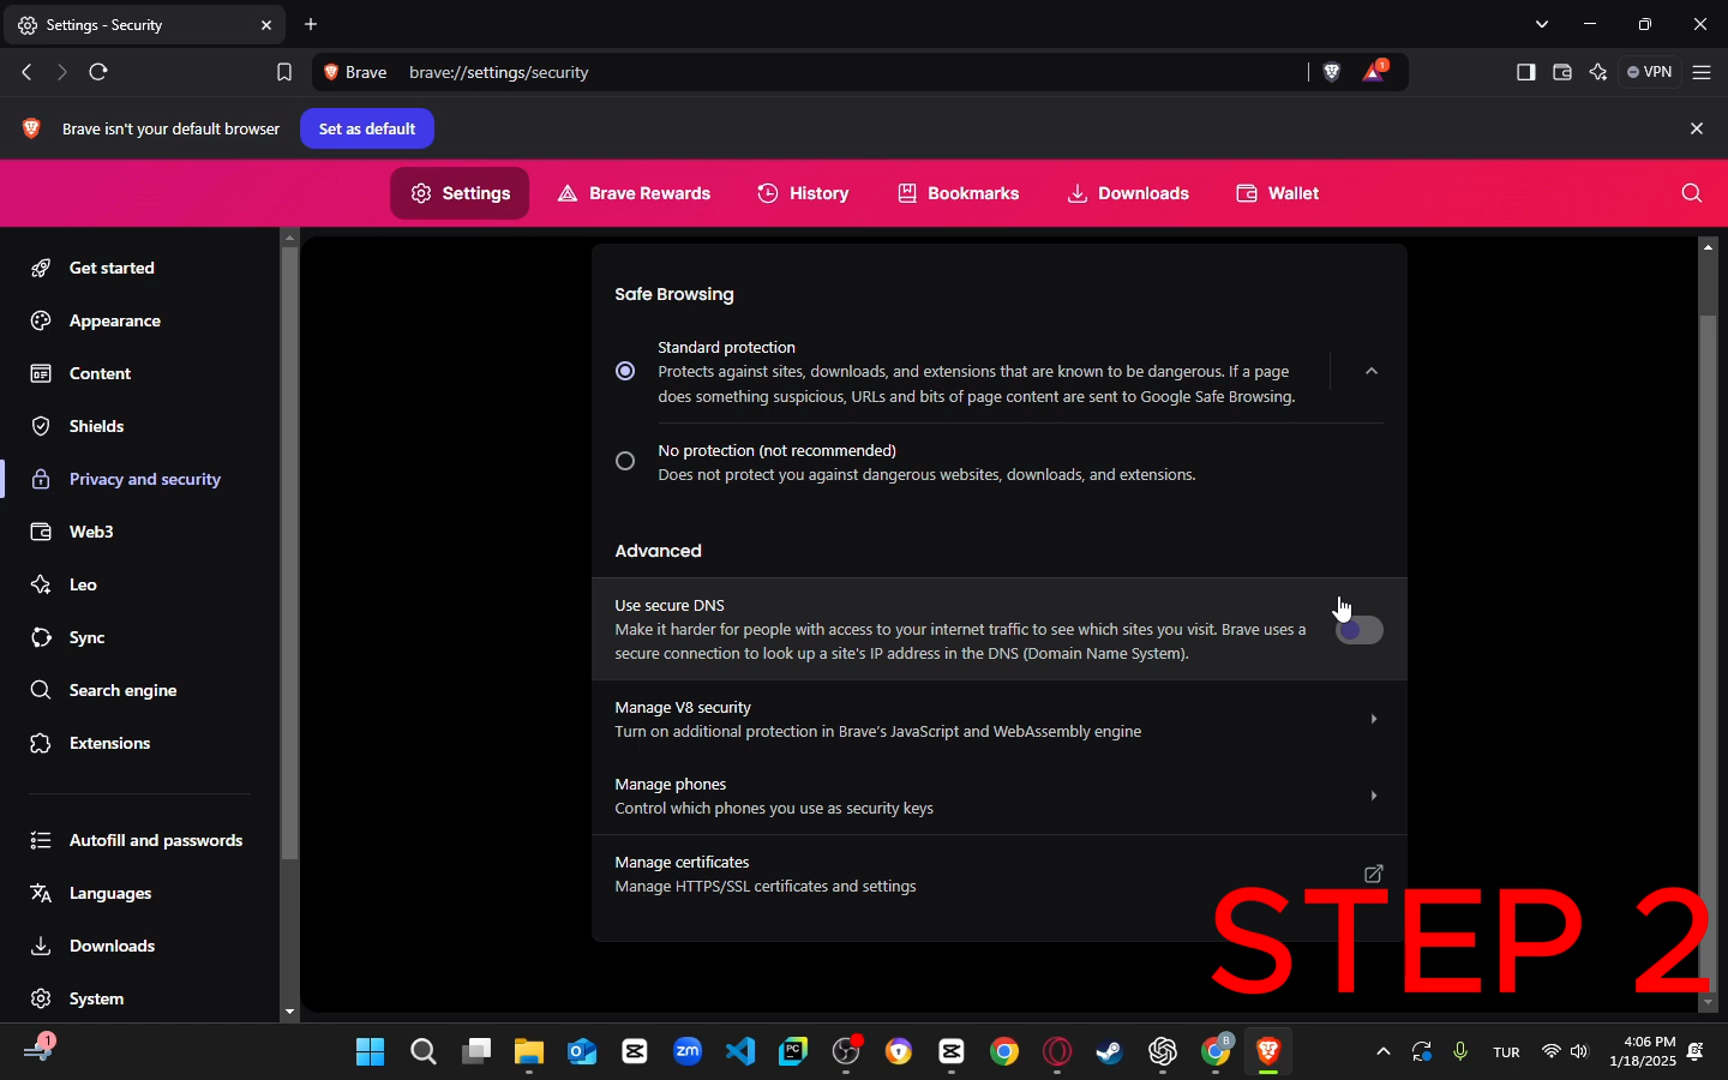 Settings - Security
Brave
brave://settings/security
1
VPN
Brave isn't your default browser
Set as default
Settings
Brave Rewards
History
Bookmarks
Downloads
Wallet
Get started
Appearance
Content
Shields
Privacy and security
Web3
Leo
Sync
Search engine
Extensions
Autofill and passwords
Languages
Downloads
System
Safe Browsing
Standard protection
Protects against sites, downloads, and extensions that are known to be dangerous. If a page
does something suspicious, URLs and bits of page content are sent to Google Safe Browsing.
No protection (not recommended)
Does not protect you against dangerous websites, downloads, and extensions.
Advanced
Use secure DNS
Make it harder for people with access to your internet traffic to see which sites you visit. Brave uses a
secure connection to look up a site's IP address in the DNS (Domain Name System).
Manage V8 security
Turn on additional protection in Brave's JavaScript and WebAssembly engine
Manage phones
Control which phones you use as security keys
Manage certificates
Manage HTTPS/SSL certificates and settings
STEP 2
1
zm
PC
B
TUR
4:06 PM
1/18/2025